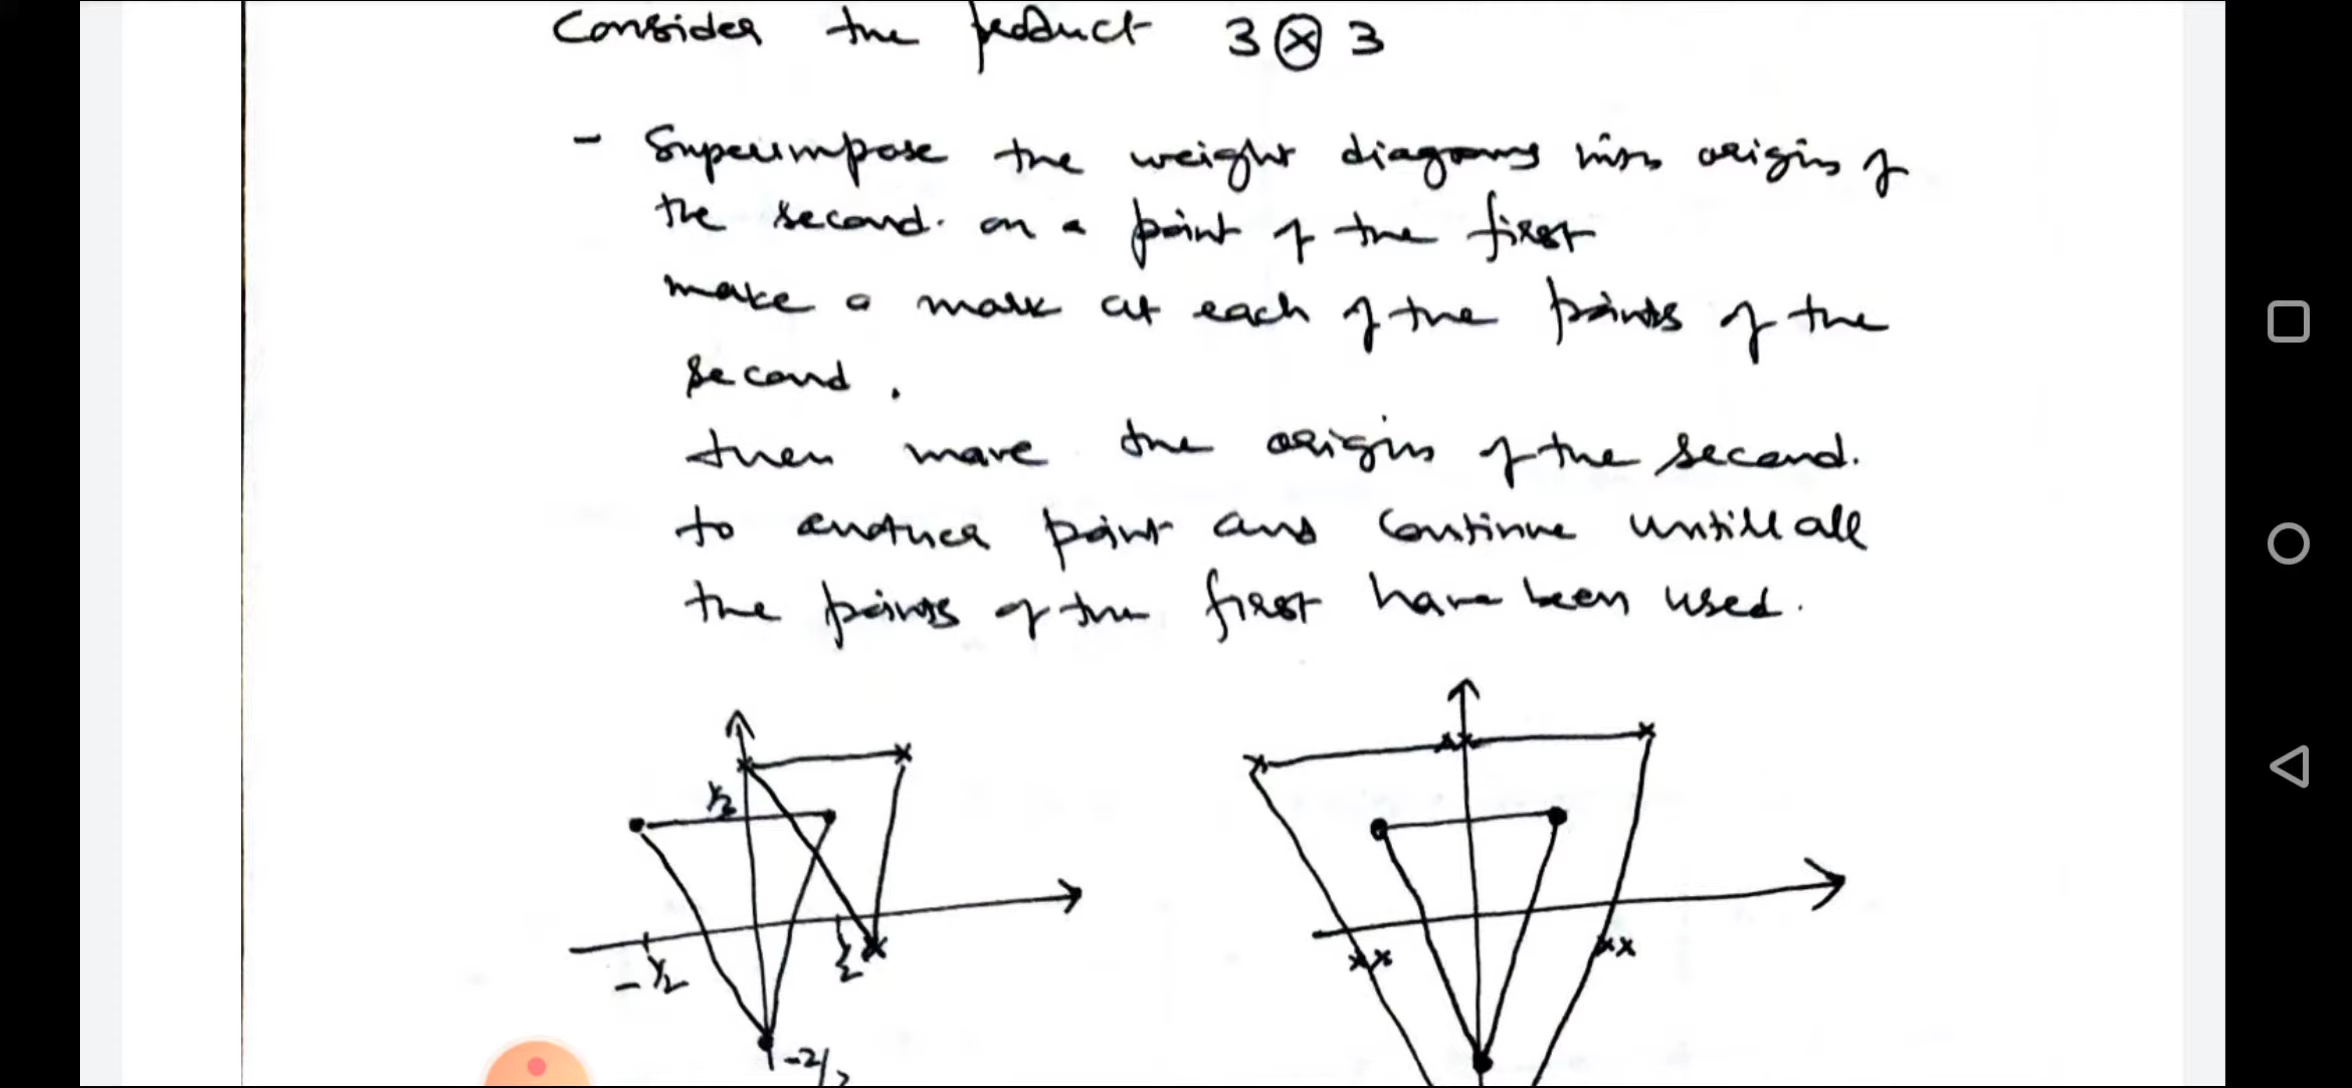 Consider the product 3 ⊗ 3
- Superimpose the weight diagrams with origin of
the second. on a point of the first
make a mark at each of the points of the
second.
then move the origin of the second.
to another point and continue untill all
the points of the first have been used.
1/2
-1/2
1/2
-2/